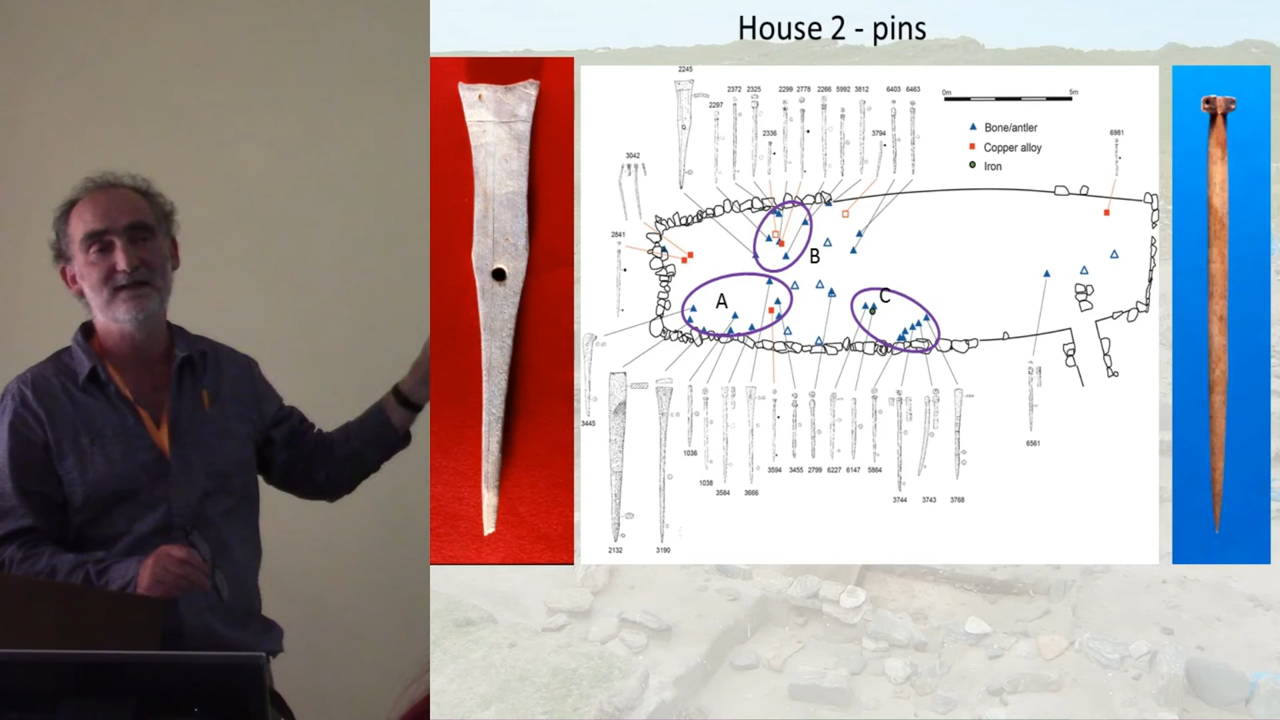 House 2 - pins
2245
2372 2325 2299 2778 2266 5992 3812 6403 6463
2297
2336
3794
0m 5m
Bone/antler
Copper alloy
Iron
6981
3042
2841
B
A
C
3445
1036
3594 3455 2799 6227 6147 5864
1038
3584 3666
3744 3743 3768
6561
2132 3190